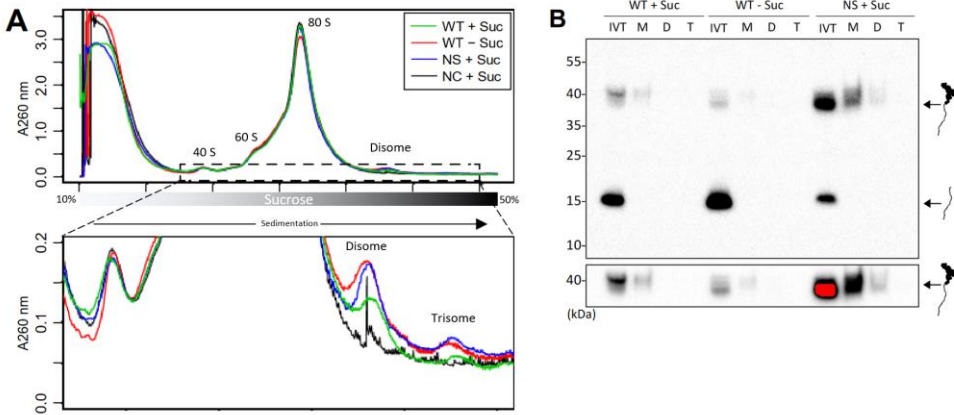 A
A260 nm
3.0
2.0
1.0
0.0
80S
60 S
40 S
Disome
WT + Suc
WT – Suc
NS + Suc
NC + Suc
10%
Sucrose
50%
Sedimentation
A260 nm
0.2
0.1
0.0
Disome
Trisome
B
WT + Suc WT - Suc NS + Suc
IVT M D T IVT M D T IVT M D T
55
40
35
25
15
10
40
(kDa)